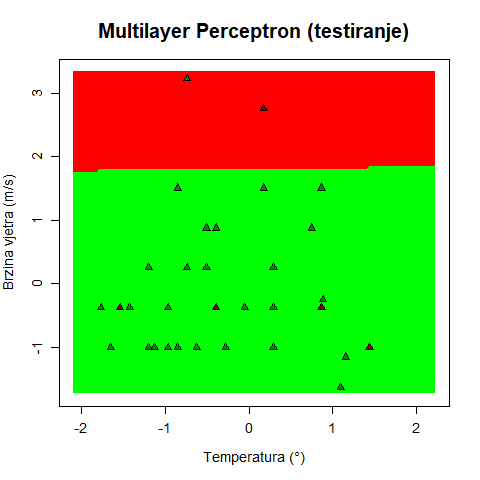 Multilayer Perceptron (testiranje)
Brzina vjetra (m/s)
3
2
1
0
-1
-2 -1 0 1 2
Temperatura (°)